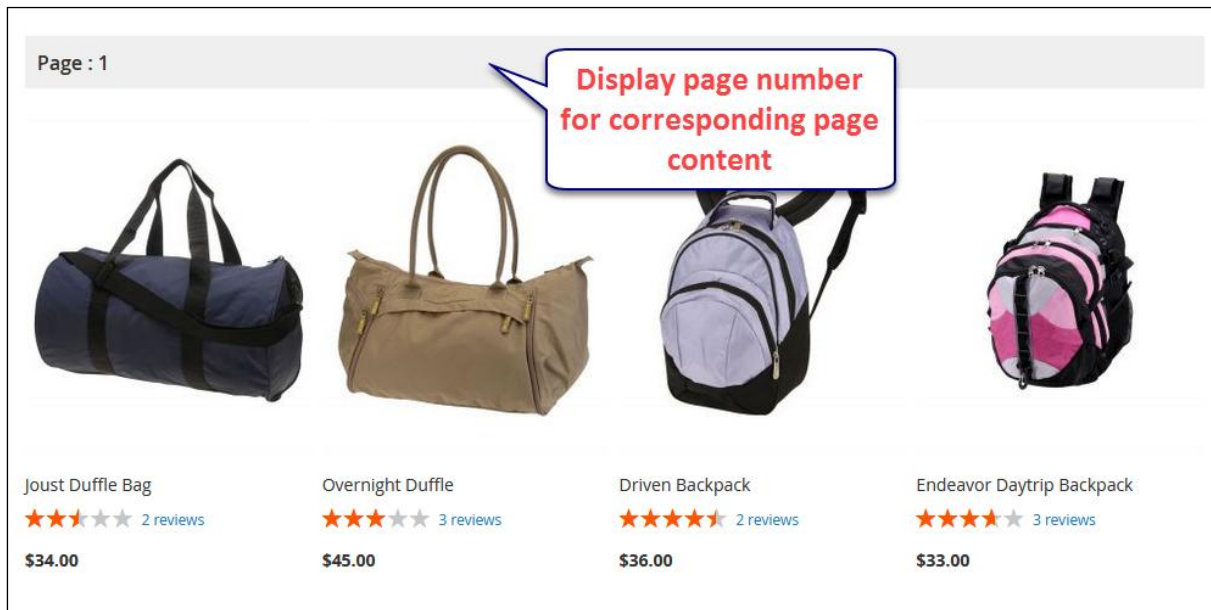 Page : 1
Display page number
for corresponding page
content
Joust Duffle Bag
Overnight Duffle
Driven Backpack
Endeavor Daytrip Backpack
2 reviews
3 reviews
2 reviews
3 reviews
$34.00
$45.00
$36.00
$33.00